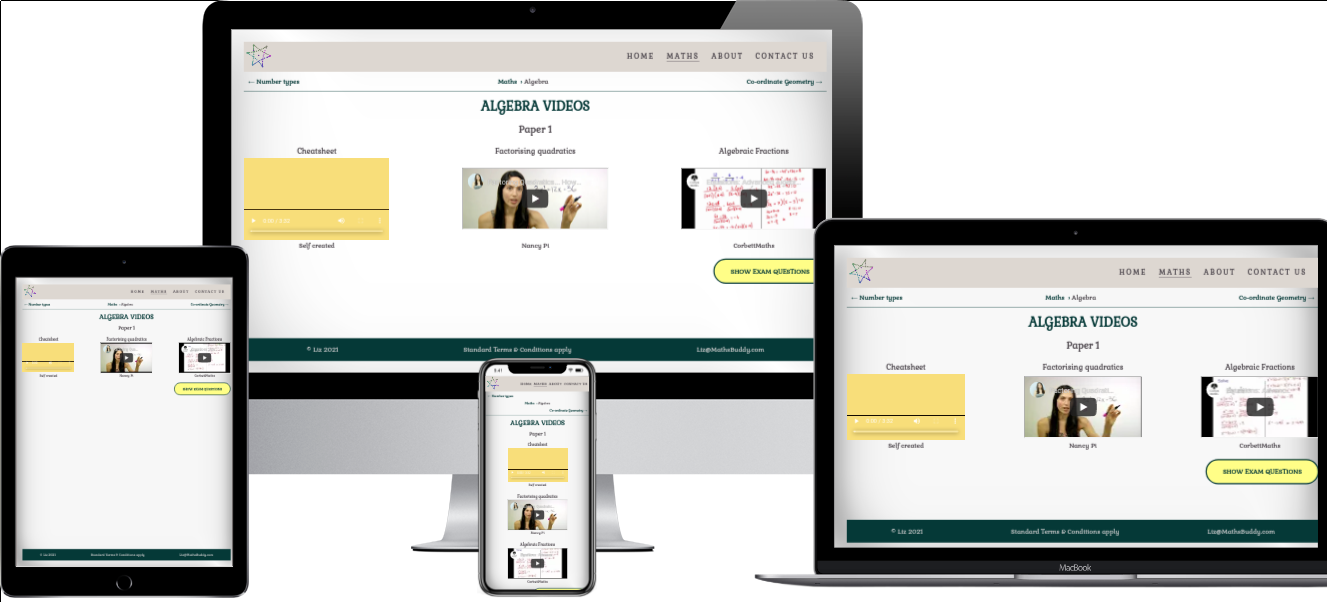 HOME MATHS ABOUT CONTACT US
← Number types Maths › Algebra Co-ordinate Geometry →
ALGEBRA VIDEOS
Paper 1
Cheatsheet Factorising quadratics Algebraic Fractions
0:00 / 3:22
Self created Nancy Pi CorbettMaths
SHOW EXAM QUESTIONS
© Liz 2021 Standard Terms & Conditions apply Liz@MathsBuddy.com
HOME MATHS ABOUT CONTACT US
← Number types Maths › Algebra Co-ordinate Geometry →
ALGEBRA VIDEOS
Paper 1
Cheatsheet Factorising quadratics Algebraic Fractions
Self created Nancy Pi CorbettMaths
SHOW EXAM QUESTIONS
© Liz 2021 Standard Terms & Conditions apply Liz@MathsBuddy.com
3:41
HOME MATHS ABOUT CONTACT US
← Number types
Maths › Algebra
Co-ordinate Geometry →
ALGEBRA VIDEOS
Paper 1
Cheatsheet
Self created
Factorising quadratics
Nancy Pi
Algebraic Fractions
CorbettMaths
HOME MATHS ABOUT CONTACT US
← Number types Maths › Algebra Co-ordinate Geometry →
ALGEBRA VIDEOS
Paper 1
Cheatsheet Factorising quadratics Algebraic Fractions
Self created Nancy Pi CorbettMaths
SHOW EXAM QUESTIONS
© Liz 2021 Standard Terms & Conditions apply Liz@MathsBuddy.com
MacBook